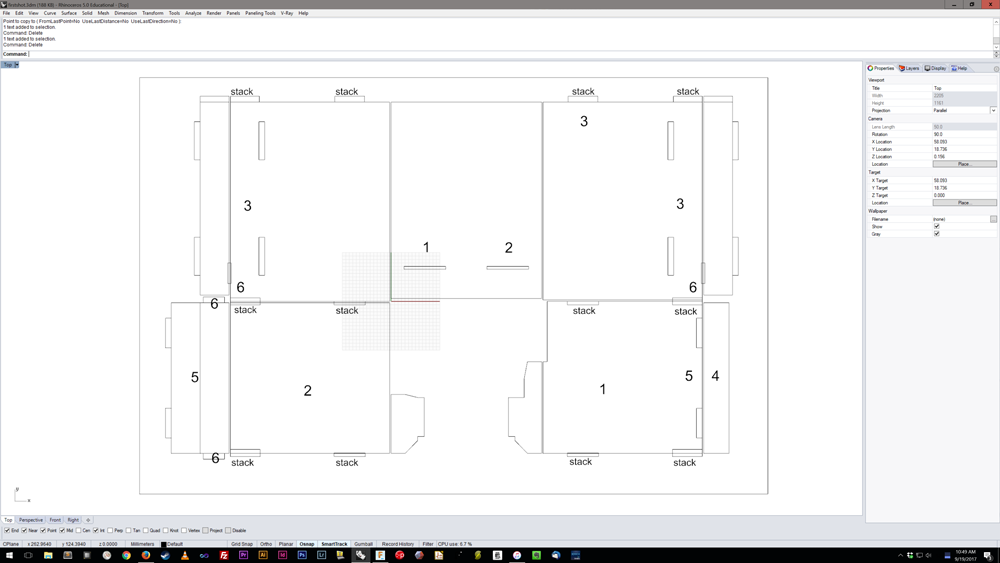 finishfruit.3dm (166 KB) - Rhinoceros 5.0 Educational - [Top]
File Edit View Curve Surface Solid Mesh Dimension Transform Tools Analyze Render Panels Paneling Tools V-Ray Help
Point to copy to ( FromLastPoint=No UseLastDistance=No UseLastDirection=No )
1 text added to selection.
Command: Delete
1 text added to selection.
Command: Delete
Command:
Top
Properties Layers Display Help
Viewport
Title Top
Width 2205
Height 1161
Projection Parallel
Camera
Lens Length 50.0
Rotation 90.0
X Location 58.093
Y Location 18.736
Z Location 0.156
Location Place...
Target
X Target 58.093
Y Target 18.736
Z Target 0.000
Location Place...
Wallpaper
Filename (none)
Show
Gray
stack stack stack stack
3
3 3
1 2
6 6
6
stack stack stack stack
5 5 4
2 1
6
stack stack stack stack
y
x
Top Perspective Front Right
End Near Point Mid Cen Int Perp Tan Quad Knot Vertex Project Disable
CPlane x 262.9640 y 124.3940 z 0.0000 Millimeters Default Grid Snap Ortho Planar Osnap SmartTrack Gumball Record History Filter CPU use: 6.7 %
10:49 AM
9/19/2017